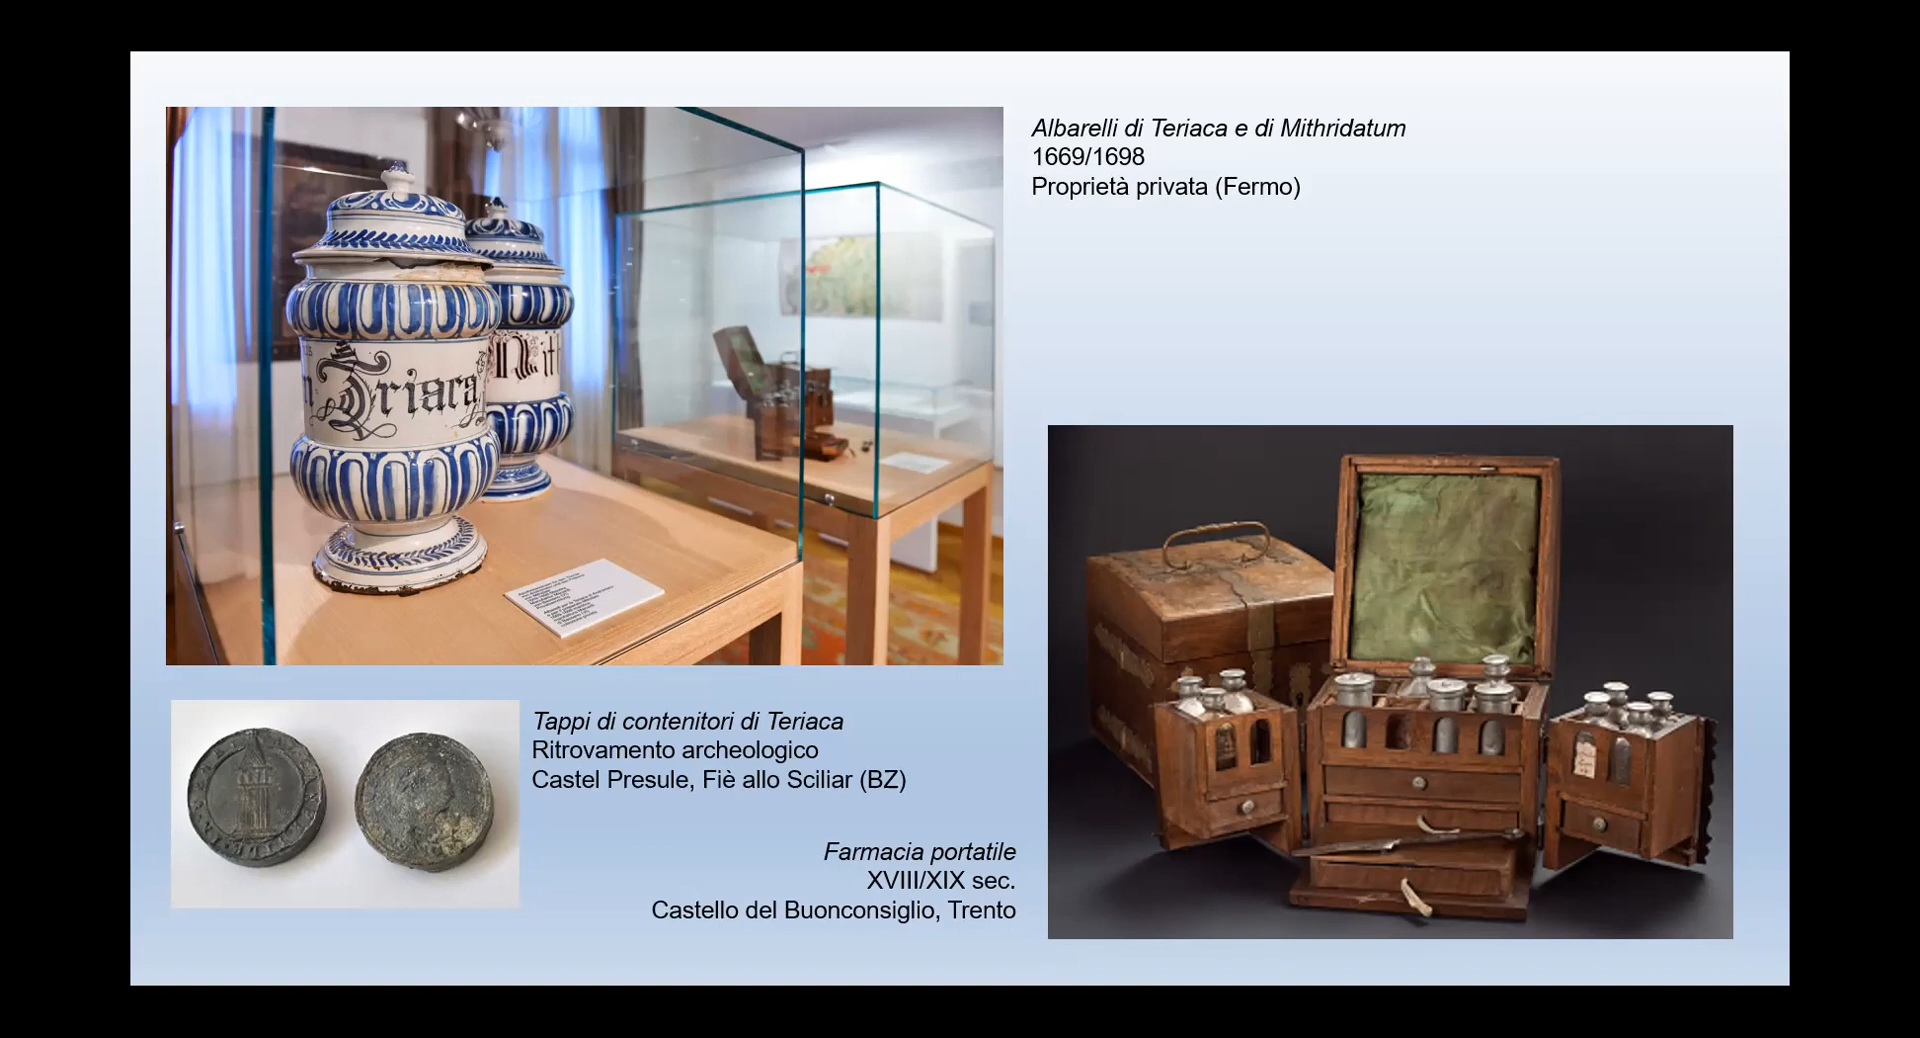 Albarelli di Teriaca e di Mithridatum
1669/1698
Proprietà privata (Fermo)
Triaca
Mit
Tappi di contenitori di Teriaca
Ritrovamento archeologico
Castel Presule, Fiè allo Sciliar (BZ)
Farmacia portatile
XVIII/XIX sec.
Castello del Buonconsiglio, Trento